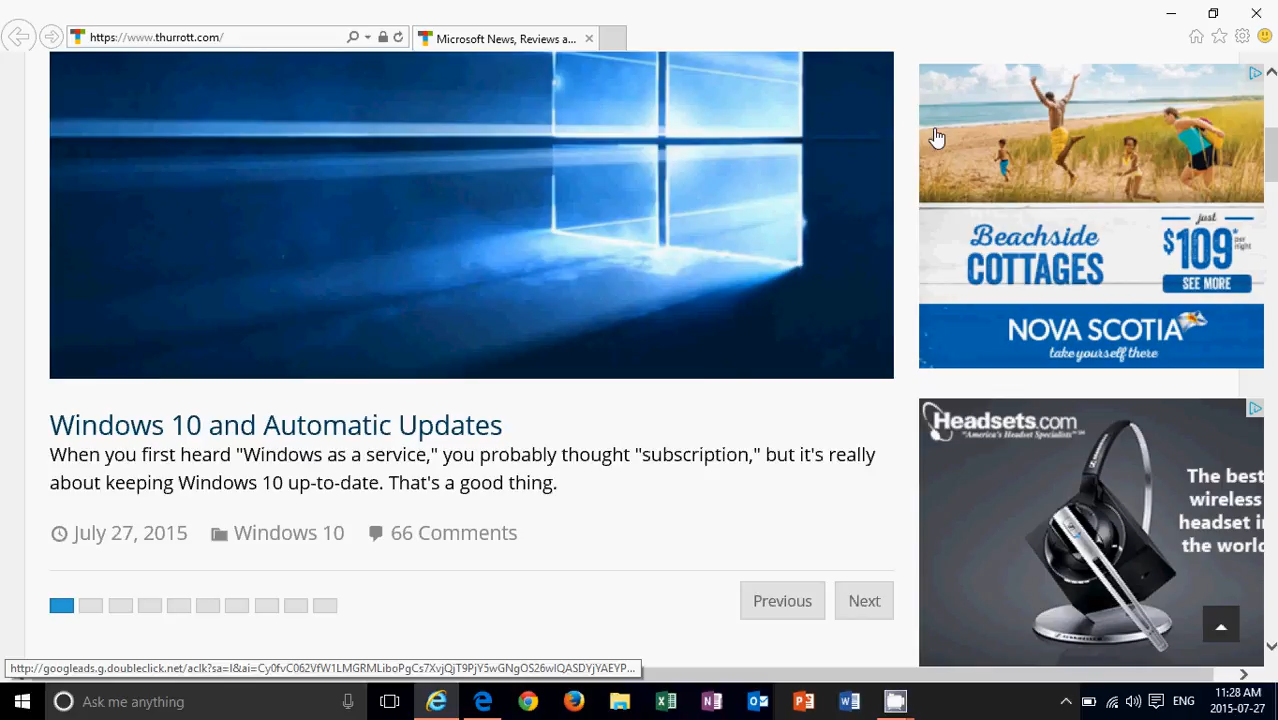 https://www.thurrott.com/
Microsoft News, Reviews a...
Beachside
COTTAGES
just
$109*
per night
SEE MORE
NOVA SCOTIA
take yourself there
Windows 10 and Automatic Updates
When you first heard "Windows as a service," you probably thought "subscription," but it's really
about keeping Windows 10 up-to-date. That's a good thing.
July 27, 2015 Windows 10 66 Comments
Previous Next
Headsets.com
"America's Headset Specialists"
The best
wireless
headset in
the world
Ask me anything
ENG
11:28 AM
2015-07-27